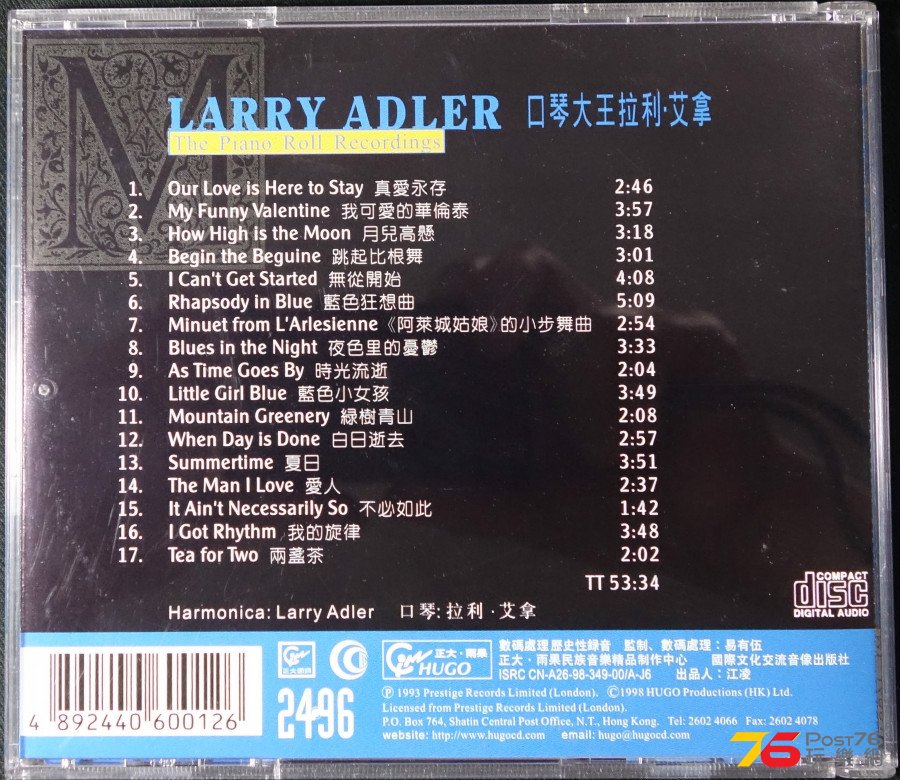 M
LARRY ADLER 口琴大王拉利·艾拿
The Piano Roll Recordings
1. Our Love is Here to Stay 真愛永存 2:46
2. My Funny Valentine 我可愛的華倫泰 3:57
3. How High is the Moon 月兒高懸 3:18
4. Begin the Beguine 跳起比根舞 3:01
5. I Can't Get Started 無從開始 4:08
6. Rhapsody in Blue 藍色狂想曲 5:09
7. Minuet from L'Arlesienne 《阿萊城姑娘》的小步舞曲 2:54
8. Blues in the Night 夜色里的憂鬱 3:33
9. As Time Goes By 時光流逝 2:04
10. Little Girl Blue 藍色小女孩 3:49
11. Mountain Greenery 綠樹青山 2:08
12. When Day is Done 白日逝去 2:57
13. Summertime 夏日 3:51
14. The Man I Love 愛人 2:37
15. It Ain't Necessarily So 不必如此 1:42
16. I Got Rhythm 我的旋律 3:48
17. Tea for Two 兩盞茶 2:02
TT 53:34
COMPACT
disc
DIGITAL AUDIO
Harmonica: Larry Adler 口琴: 拉利·艾拿
4 892440 600126
2496
正大·雨果
HUGO
數碼處理歷史性録音 監制、數碼處理：易有伍
正大·雨果民族音樂精品制作中心 國際文化交流音像出版社
ISRC CN-A26-98-349-00/A·J6 出品人：江凌
Ⓟ 1993 Prestige Records Limited (London). Ⓒ1998 HUGO Productions (HK) Ltd.
Licensed from Prestige Records Limited (London).
P.O. Box 764, Shatin Central Post Office, N.T., Hong Kong. Tel: 2602 4066 Fax: 2602 4078
website: http://www.hugocd.com email: hugo@hugocd.com
76 POST76
玩樂網